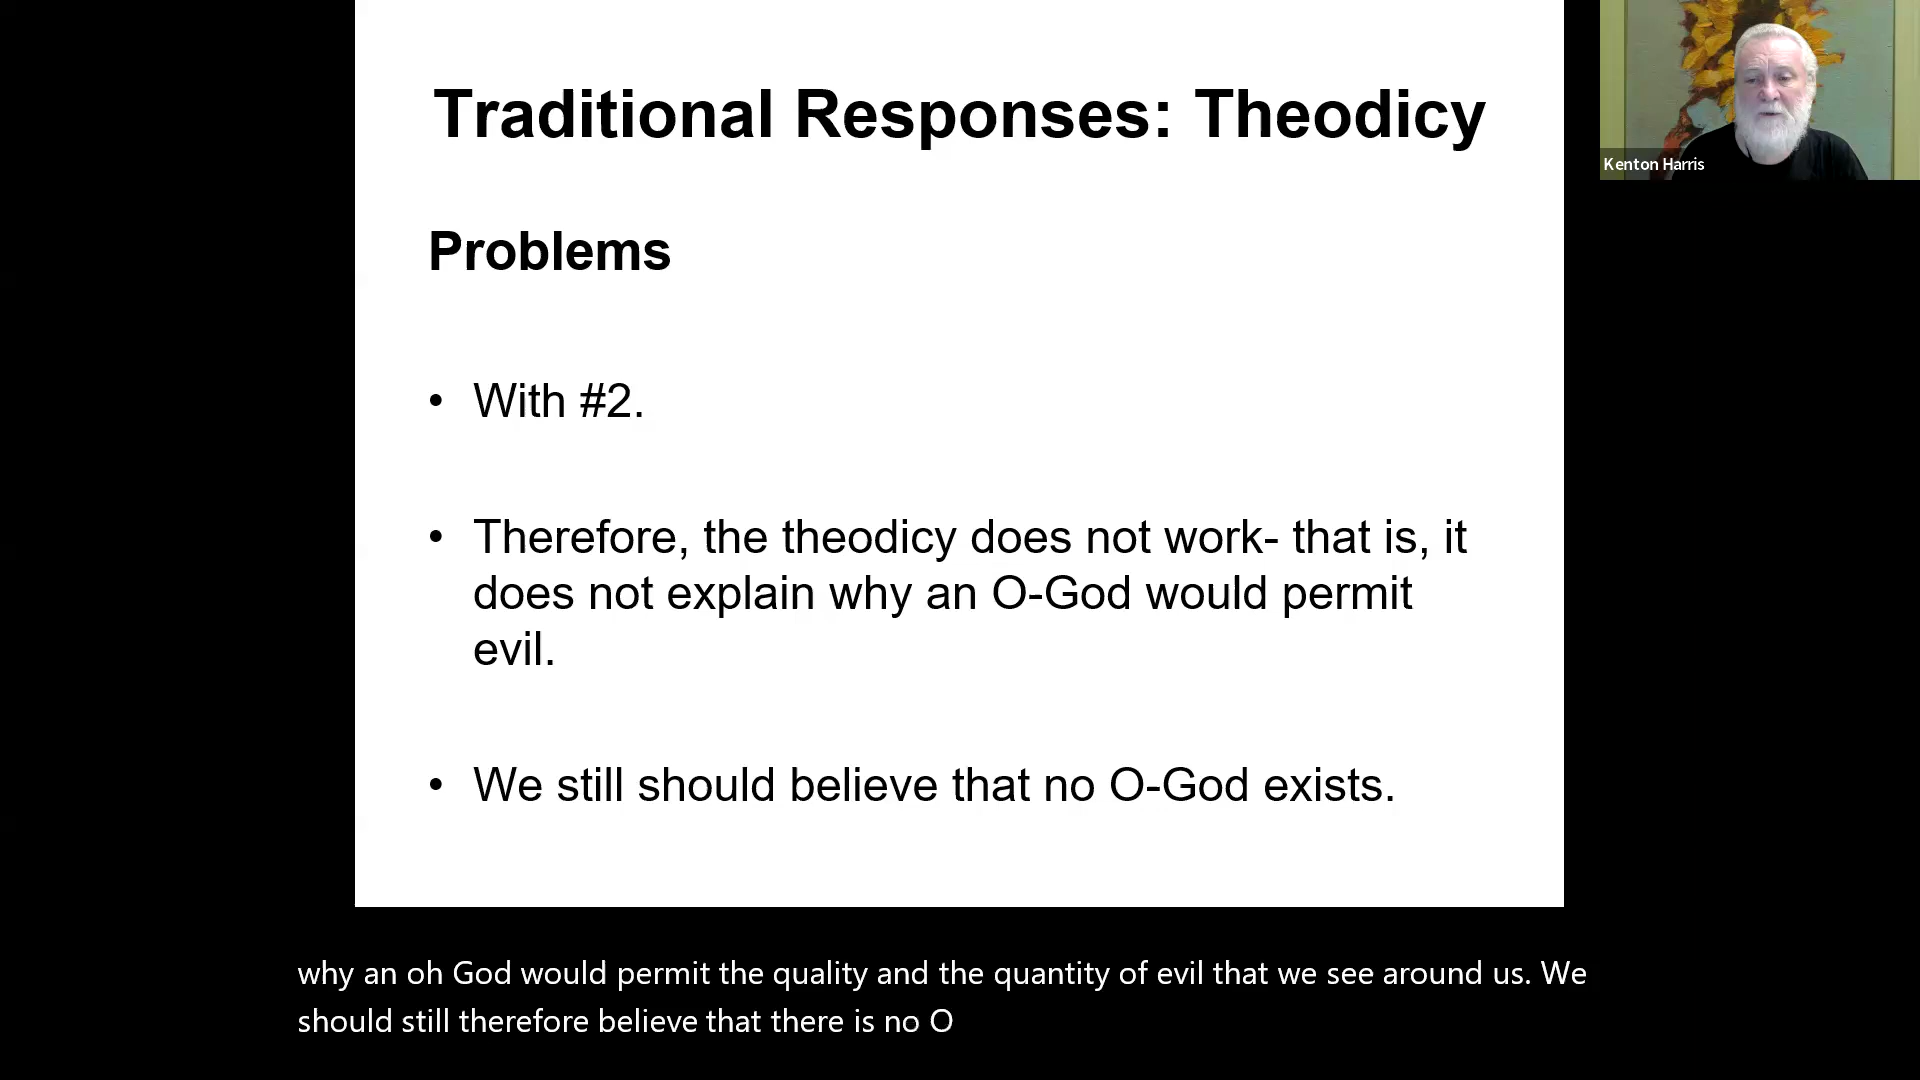 Traditional Responses: Theodicy
Kenton Harris
Problems
• With #2.
• Therefore, the theodicy does not work- that is, it
does not explain why an O-God would permit
evil.
• We still should believe that no O-God exists.
why an oh God would permit the quality and the quantity of evil that we see around us. We
should still therefore believe that there is no O